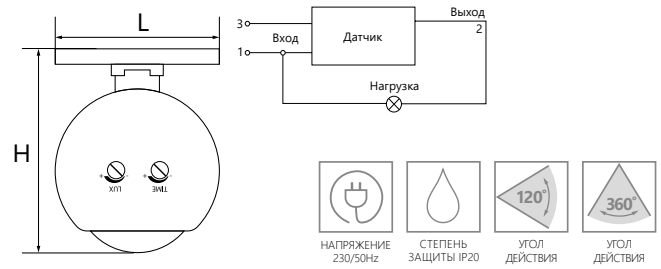 L
H
+ LUX -
+ TIME -
3
1
Вход
Датчик
Выход
2
Нагрузка
НАПРЯЖЕНИЕ
230/50Hz
СТЕПЕНЬ
ЗАЩИТЫ IP20
120°
УГОЛ
ДЕЙСТВИЯ
360°
УГОЛ
ДЕЙСТВИЯ